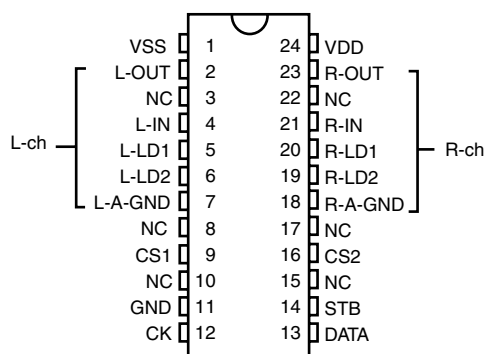 VSS 1 24 VDD
L-OUT 2 23 R-OUT
NC 3 22 NC
L-IN 4 21 R-IN
L-ch L-LD1 5 20 R-LD1 R-ch
L-LD2 6 19 R-LD2
L-A-GND 7 18 R-A-GND
NC 8 17 NC
CS1 9 16 CS2
NC 10 15 NC
GND 11 14 STB
CK 12 13 DATA